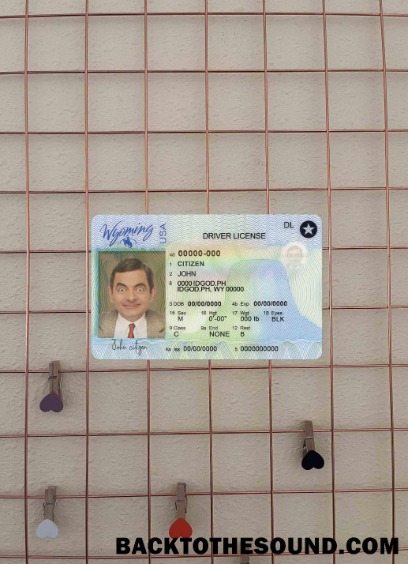 Wyoming
USA
DL
DRIVER LICENSE
00000-000
1 CITIZEN
2 JOHN
8 0000 IDGOD.PH
IDGOD.PH, WY 00000
3 DOB 00/00/0000 4b Exp 00/00/0000
15 Sex 16 Hgt 17 Wgt 18 Eyes
M 0'-00" 000 lb BLK
9 Class 9a End 12 Rest
NONE B
4a Iss 00/00/0000 5 0000000000
John citizen
BACKTOTHESOUND.COM